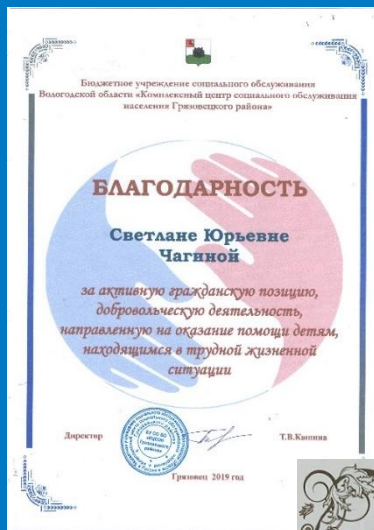 Бюджетное учреждение социального обслуживания
Вологодской области «Комплексный центр социального обслуживания
населения Грязовецкого района»
БЛАГОДАРНОСТЬ
Светлане Юрьевне
Чагиной
за активную гражданскую позицию,
добровольческую деятельность,
направленную на оказание помощи детям,
находящимся в трудной жизненной
ситуации
Директор
Грязовец 2019 год